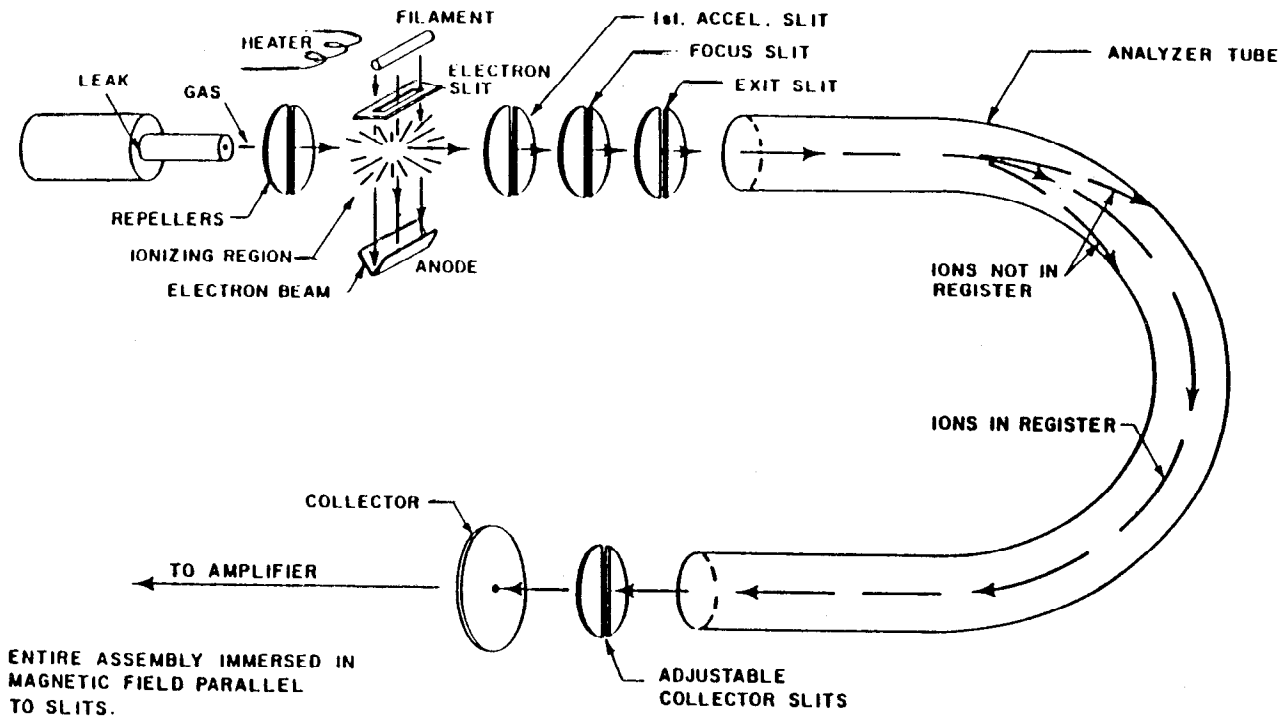 FILAMENT
1st. ACCEL. SLIT
HEATER
FOCUS SLIT
ANALYZER TUBE
ELECTRON
SLIT
LEAK
GAS
EXIT SLIT
REPELLERS
IONIZING REGION
ANODE
ELECTRON BEAM
IONS NOT IN
REGISTER
IONS IN REGISTER
COLLECTOR
TO AMPLIFIER
ENTIRE ASSEMBLY IMMERSED IN
MAGNETIC FIELD PARALLEL
TO SLITS.
ADJUSTABLE
COLLECTOR SLITS